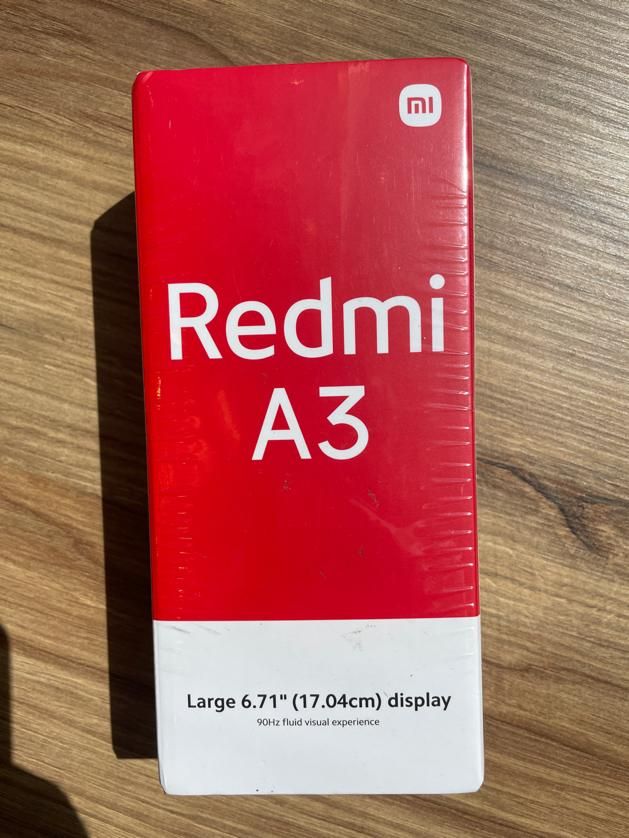 mi
Redmi
A3
Large 6.71" (17.04cm) display
90Hz fluid visual experience